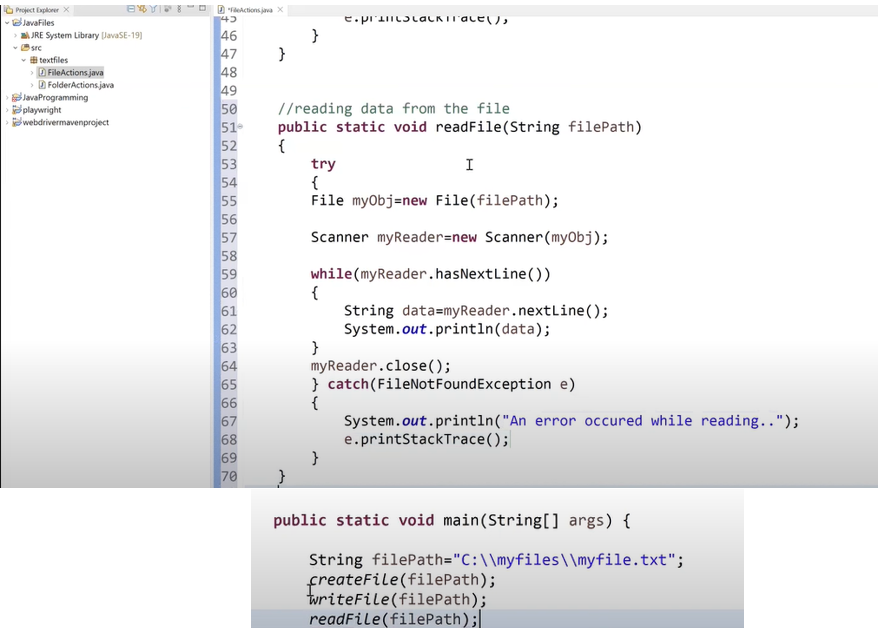 Project Explorer
*FileActions.java
JavaFiles
JRE System Library [JavaSE-19]
src
textfiles
FileActions.java
FolderActions.java
JavaProgramming
playwright
webdrivermavenproject
45 e.printStackTrace();
46 }
47 }
48
49
50 //reading data from the file
51 public static void readFile(String filePath)
52 {
53 try
54 {
55 File myObj=new File(filePath);
56
57 Scanner myReader=new Scanner(myObj);
58
59 while(myReader.hasNextLine())
60 {
61 String data=myReader.nextLine();
62 System.out.println(data);
63 }
64 myReader.close();
65 } catch(FileNotFoundException e)
66 {
67 System.out.println("An error occured while reading..");
68 e.printStackTrace();
69 }
70 }
public static void main(String[] args) {
String filePath="C:\\myfiles\\myfile.txt";
createFile(filePath);
writeFile(filePath);
readFile(filePath);